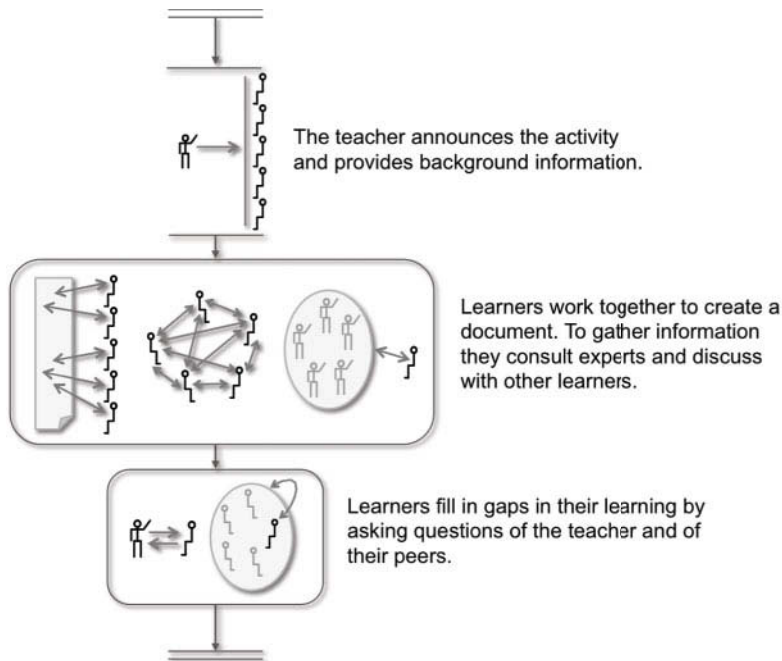 The teacher announces the activity
and provides background information.
Learners work together to create a
document. To gather information
they consult experts and discuss
with other learners.
Learners fill in gaps in their learning by
asking questions of the teacher and of
their peers.